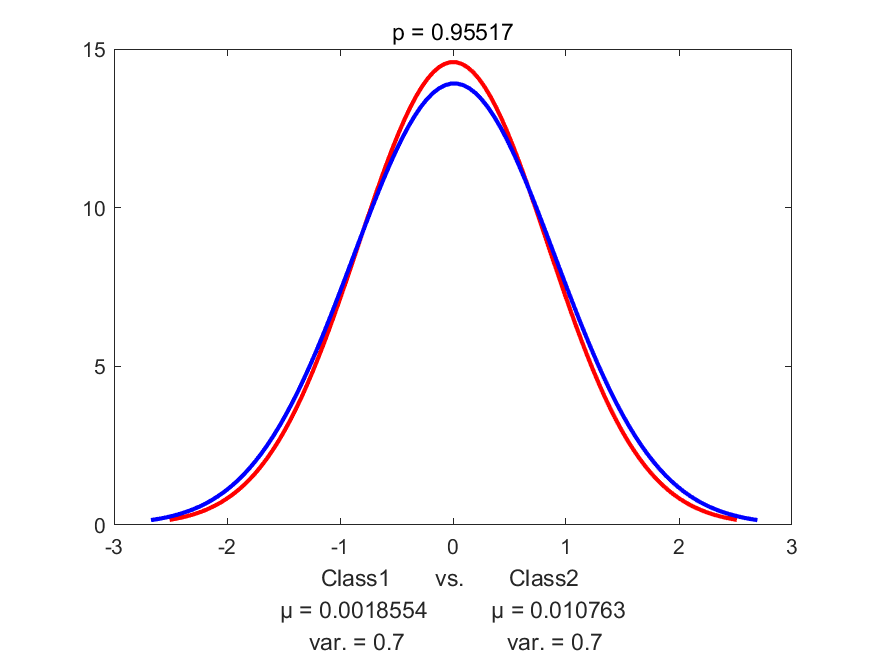 p = 0.95517
15
10
5
0
-3 -2 -1 0 1 2 3
Class1 vs. Class2
μ = 0.0018554 μ = 0.010763
var. = 0.7 var. = 0.7